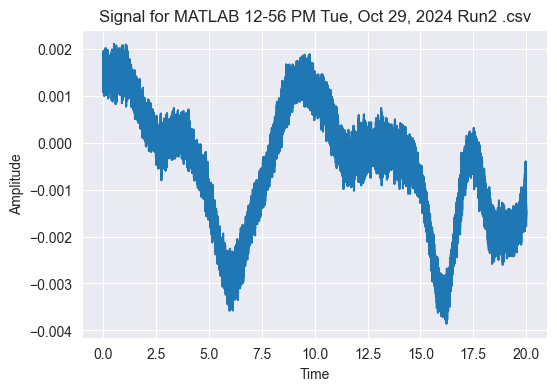 Signal for MATLAB 12-56 PM Tue, Oct 29, 2024 Run2 .csv
0.002
0.001
0.000
−0.001
−0.002
−0.003
−0.004
Amplitude
0.0 2.5 5.0 7.5 10.0 12.5 15.0 17.5 20.0
Time